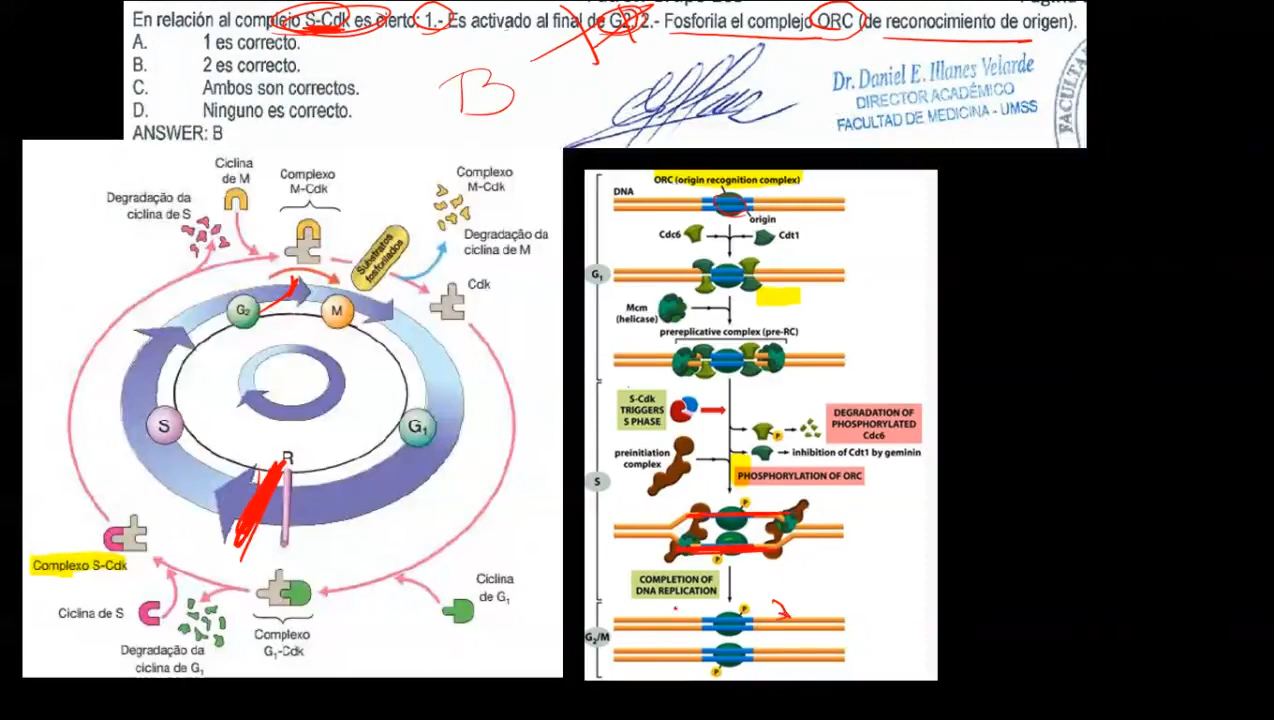 En relación al complejo S-Cdk es cierto: 1.- Es activado al final de G2/2.- Fosforila el complejo ORC (de reconocimiento de origen).
A. 1 es correcto.
B. 2 es correcto.
C. Ambos son correctos.
D. Ninguno es correcto.
ANSWER: B
B
Dr. Daniel E. Illanes Velarde
DIRECTOR ACADÉMICO
FACULTAD DE MEDICINA - UMSS
FACULTA
Ciclina
de M
Complexo
M-Cdk
Complexo
M-Cdk
Degradação da
ciclina de S
Substratos
fosforilados
Degradação da
ciclina de M
Cdk
G2
M
S
G1
R
Complexo S-Cdk
Ciclina de S
Degradação da
ciclina de G1
Complexo
G1-Cdk
Ciclina
de G1
ORC (origin recognition complex)
DNA
origin
Cdc6
Cdt1
G1
Mcm
(helicase)
prereplicative complex (pre-RC)
S-Cdk
TRIGGERS
S PHASE
P
DEGRADATION OF
PHOSPHORYLATED
Cdc6
preinitiation
complex
inhibition of Cdt1 by geminin
PHOSPHORYLATION OF ORC
S
P
P
COMPLETION OF
DNA REPLICATION
P
G2/M
P